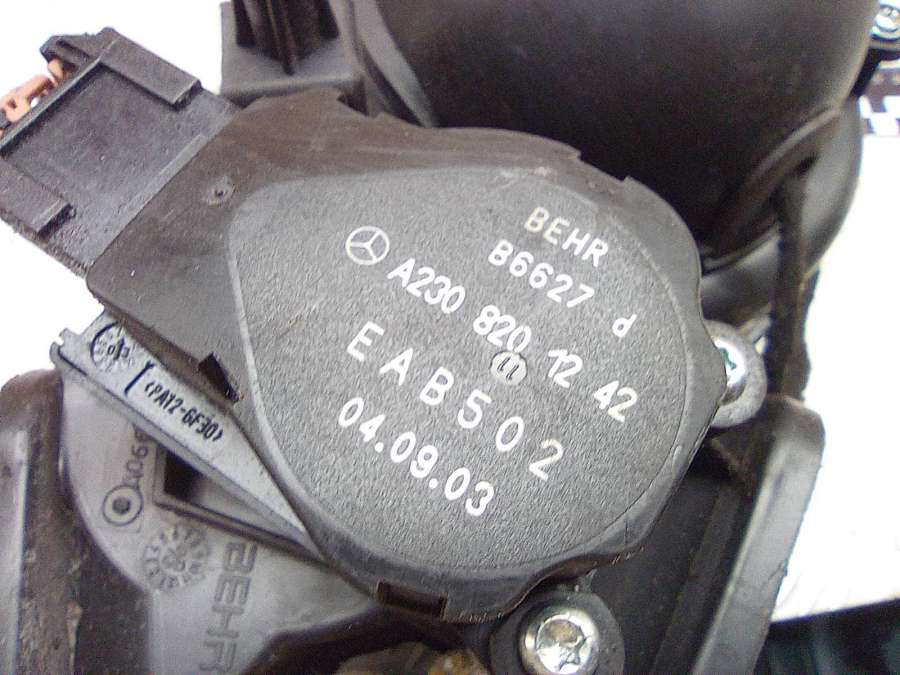 BEHR
B6627 d
A230 820 12 42
EAB502
04.09.03
<PA12-GF30>
BEHR